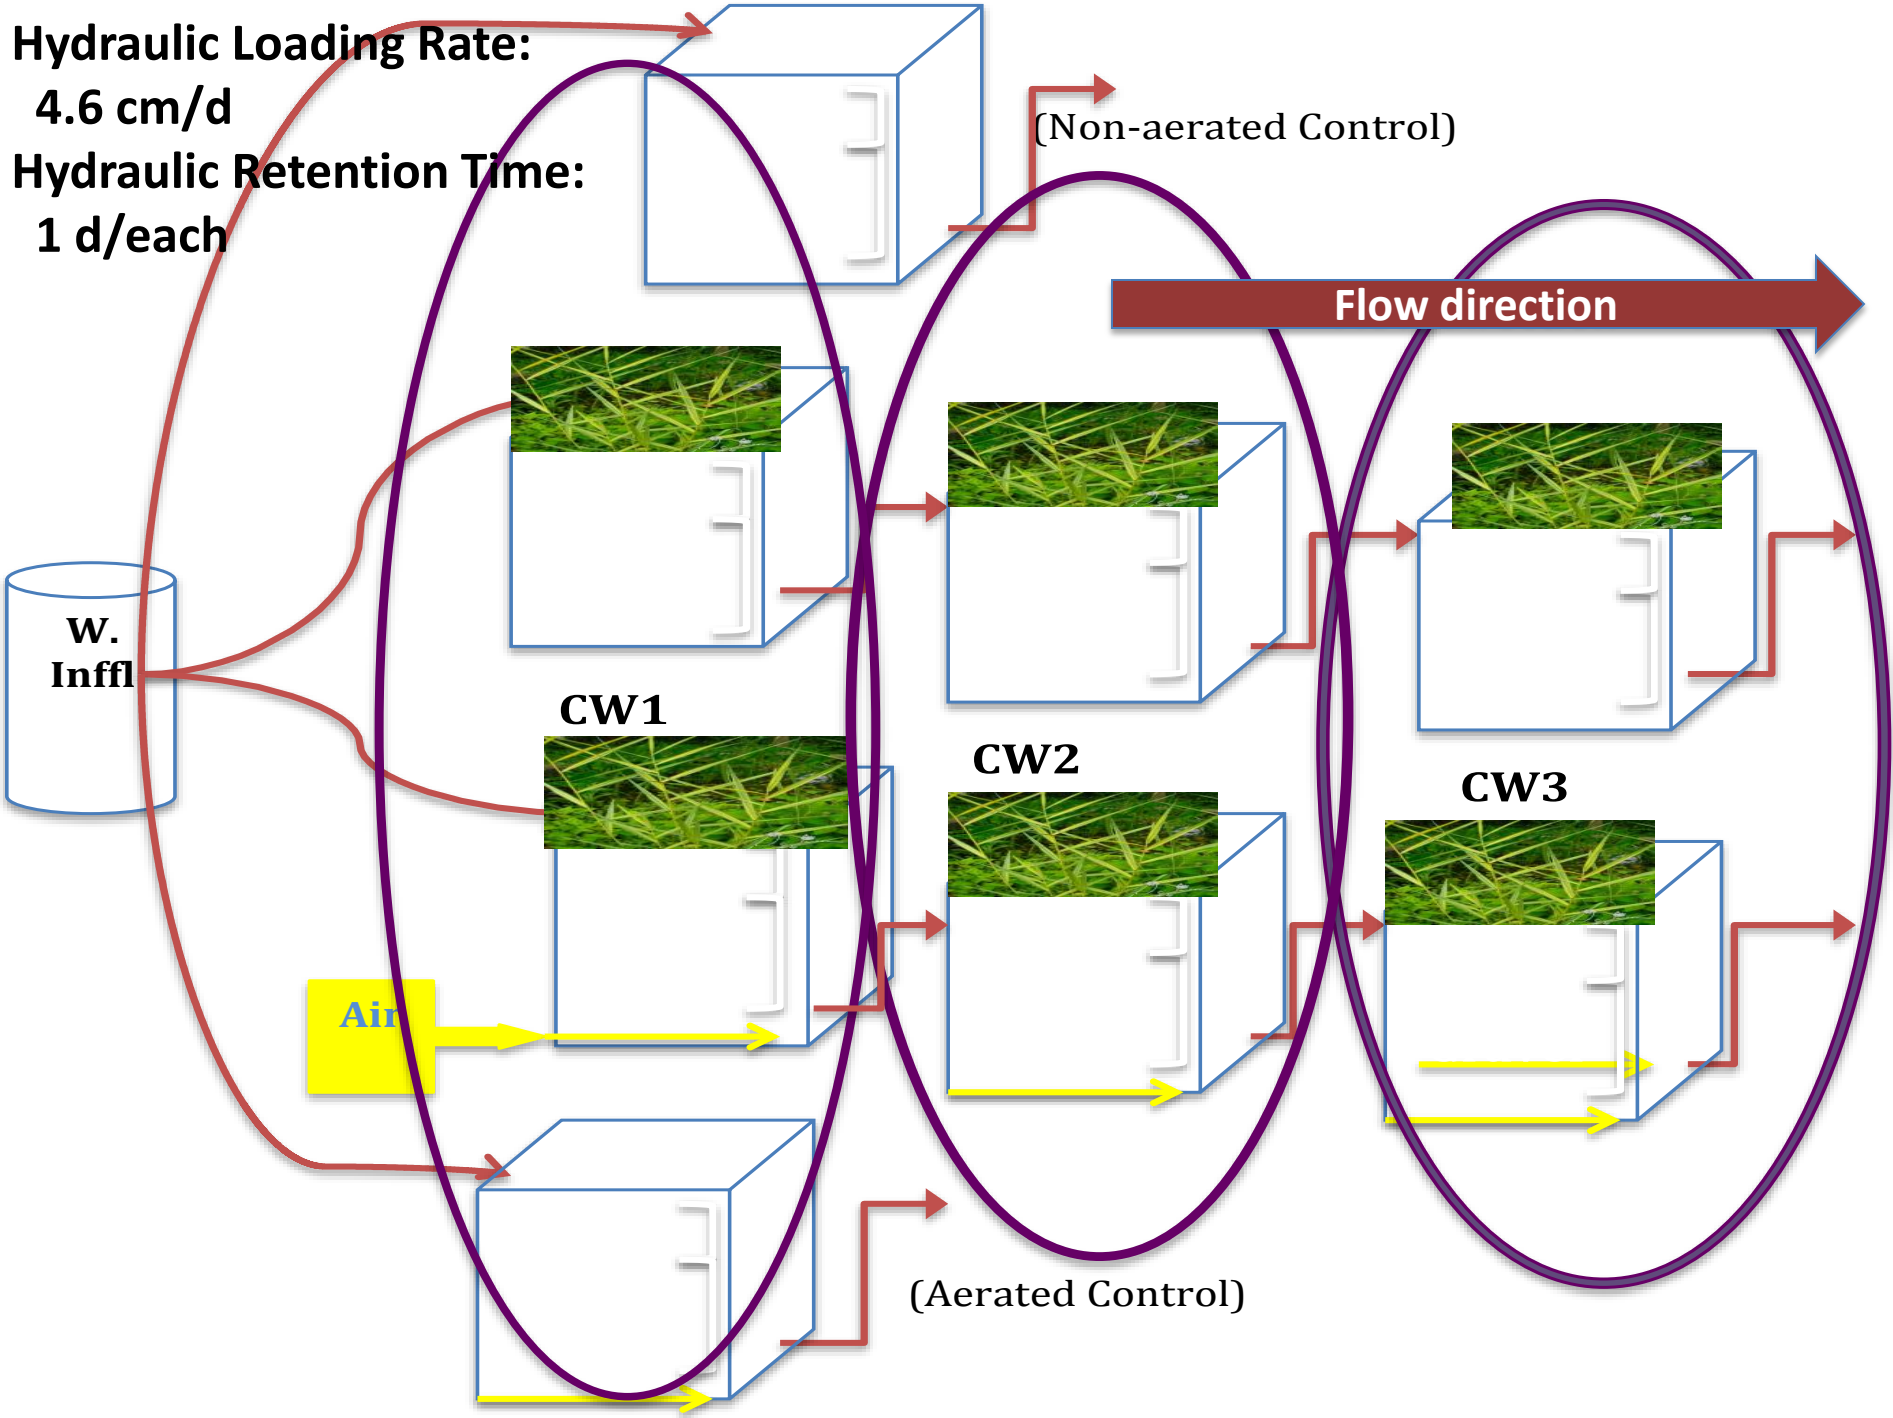 Hydraulic Loading Rate:
4.6 cm/d
Hydraulic Retention Time:
1 d/each
(Non-aerated Control)
Flow direction
W.
Inffl
CW1
CW2
CW3
Air
(Aerated Control)